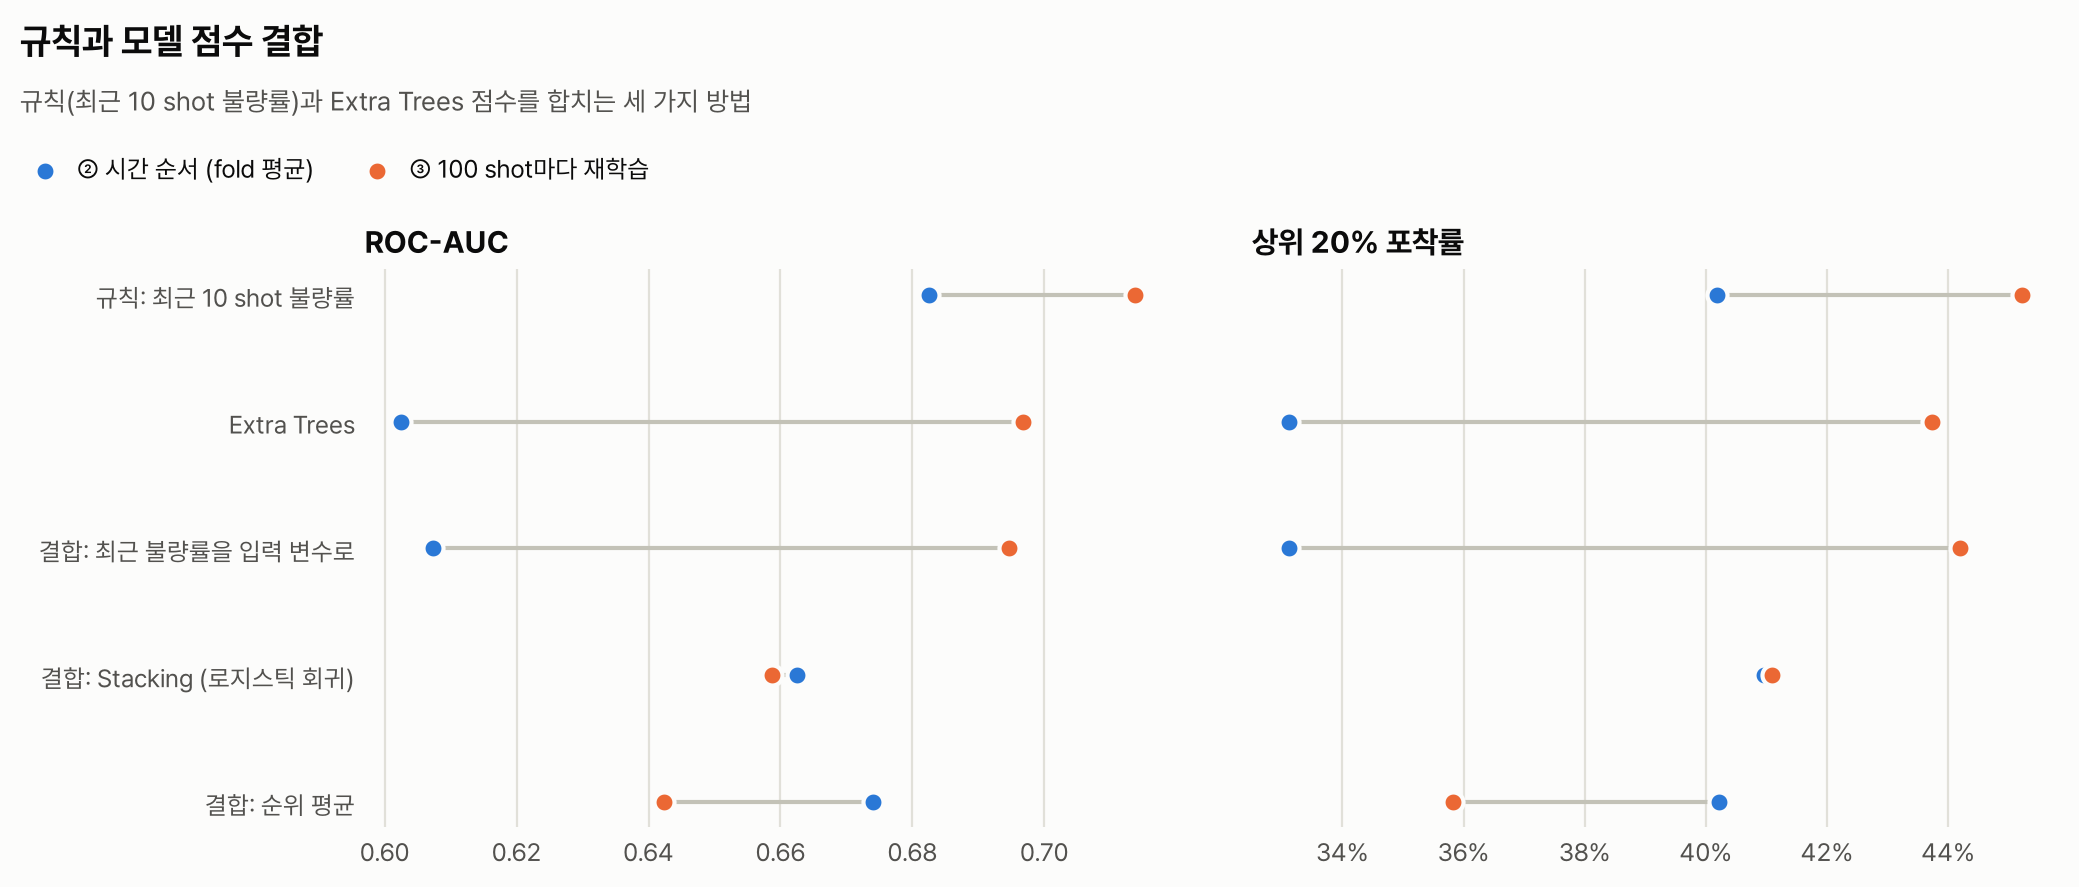 규칙과 모델 점수 결합
규칙(최근 10 shot 불량률)과 Extra Trees 점수를 합치는 세 가지 방법
② 시간 순서 (fold 평균)
③ 100 shot마다 재학습
ROC-AUC
상위 20% 포착률
규칙: 최근 10 shot 불량률
Extra Trees
결합: 최근 불량률을 입력 변수로
결합: Stacking (로지스틱 회귀)
결합: 순위 평균
0.60 0.62 0.64 0.66 0.68 0.70
34% 36% 38% 40% 42% 44%